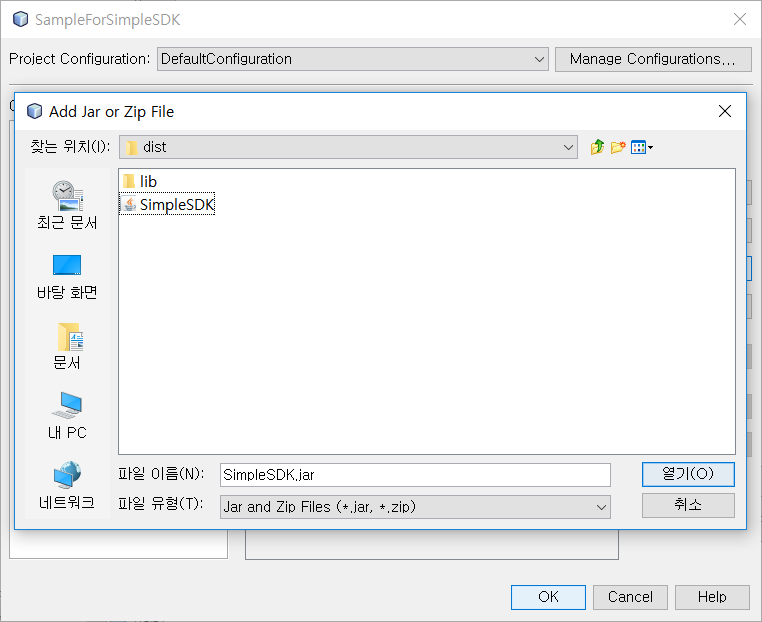 SampleForSimpleSDK
Project Configuration: DefaultConfiguration Manage Configurations...
Add Jar or Zip File
찾는 위치(I): dist
lib
SimpleSDK
최근 문서
바탕 화면
문서
내 PC
네트워크
파일 이름(N): SimpleSDK.jar 열기(O)
파일 유형(T): Jar and Zip Files (*.jar, *.zip) 취소
OK Cancel Help